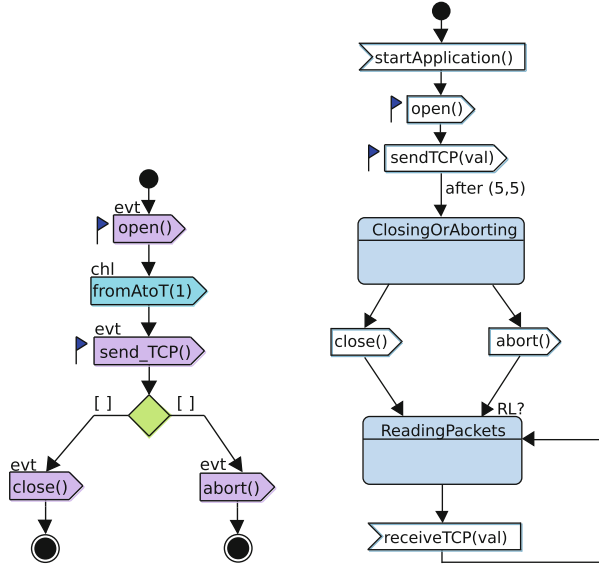 evt
open()
chl
fromAtoT(1)
evt
send_TCP()
[ ]
[ ]
evt
close()
evt
abort()
startApplication()
open()
sendTCP(val)
after (5,5)
ClosingOrAborting
close()
abort()
RL?
ReadingPackets
receiveTCP(val)